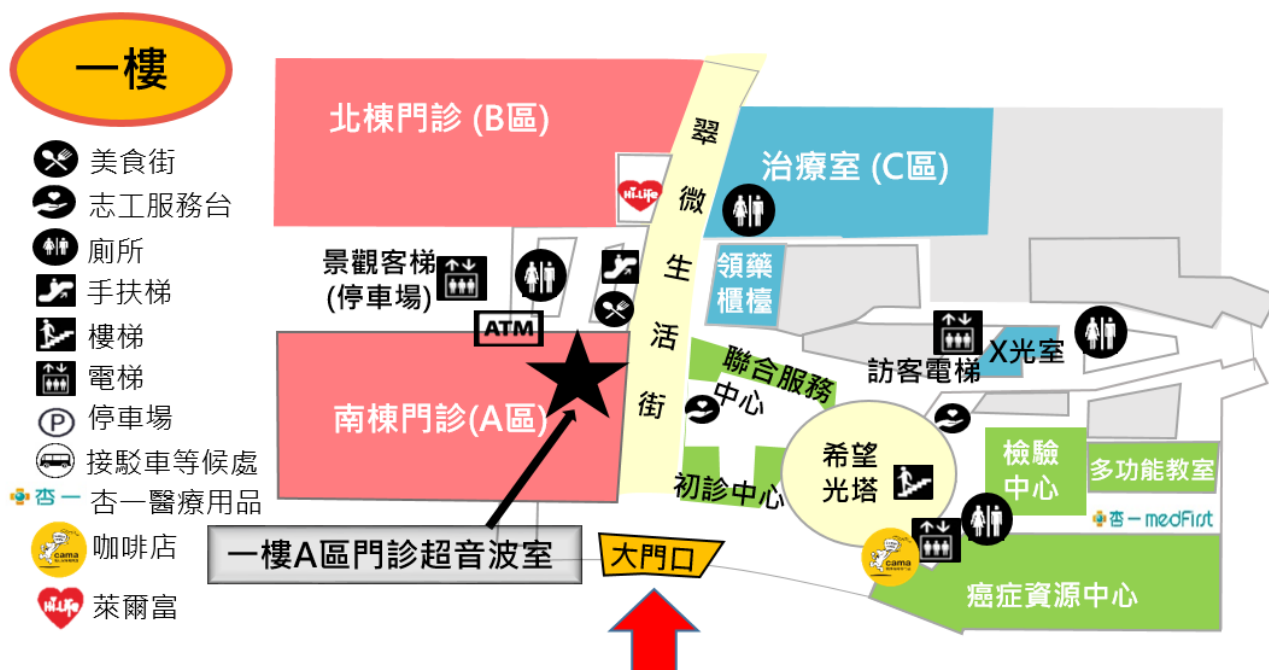 一樓
美食街
志工服務台
廁所
手扶梯
樓梯
電梯
P
停車場
接駁車等候處
杏一
杏一醫療用品
cama
咖啡店
Hi-Life
萊爾富
北棟門診 (B區)
Hi-Life
翠微生活街
治療室 (C區)
景觀客梯
(停車場)
ATM
領藥
櫃檯
南棟門診(A區)
聯合服務
中心
訪客電梯
X光室
初診中心
希望
光塔
檢驗
中心
多功能教室
杏一 medFirst
cama
癌症資源中心
一樓A區門診超音波室
大門口